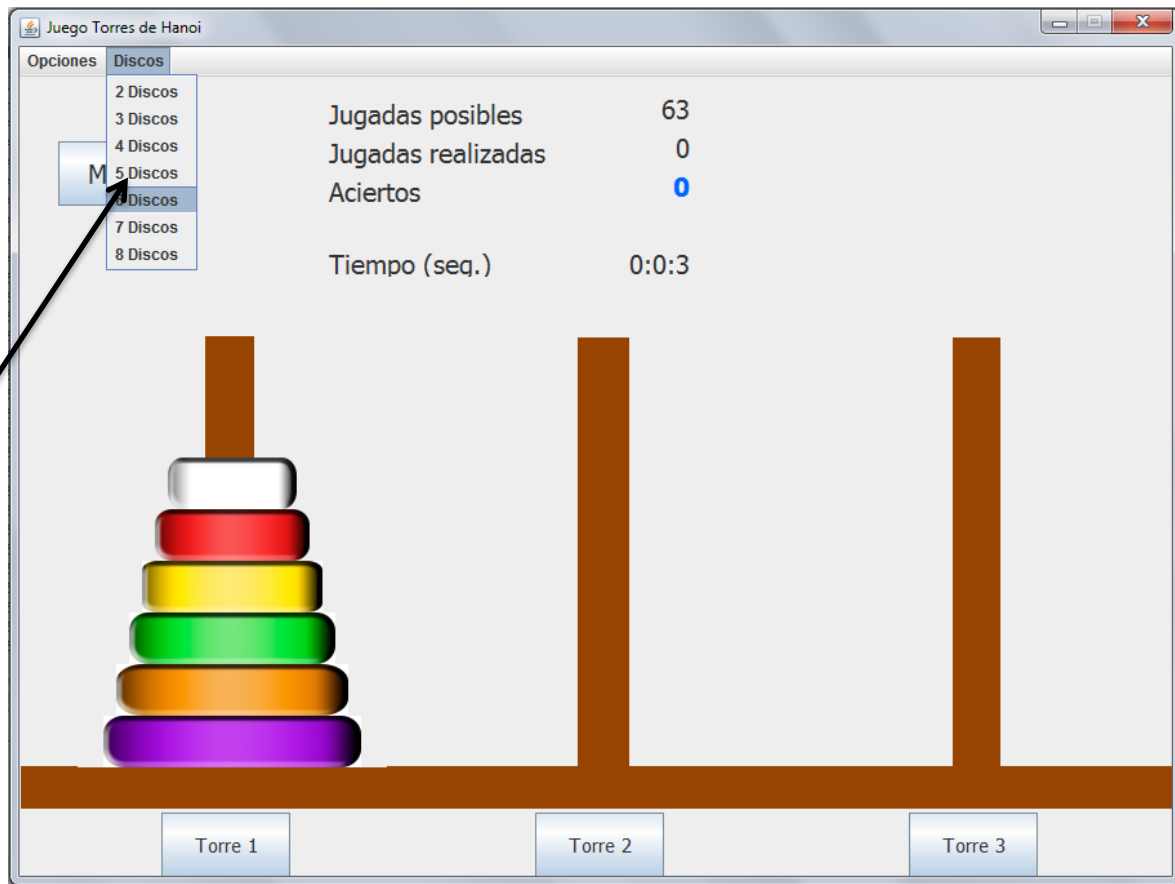 Juego Torres de Hanoi
Opciones Discos
2 Discos
3 Discos
4 Discos
5 Discos
Discos
7 Discos
8 Discos
M
Jugadas posibles 63
Jugadas realizadas 0
Aciertos 0
Tiempo (seg.) 0:0:3
Torre 1 Torre 2 Torre 3